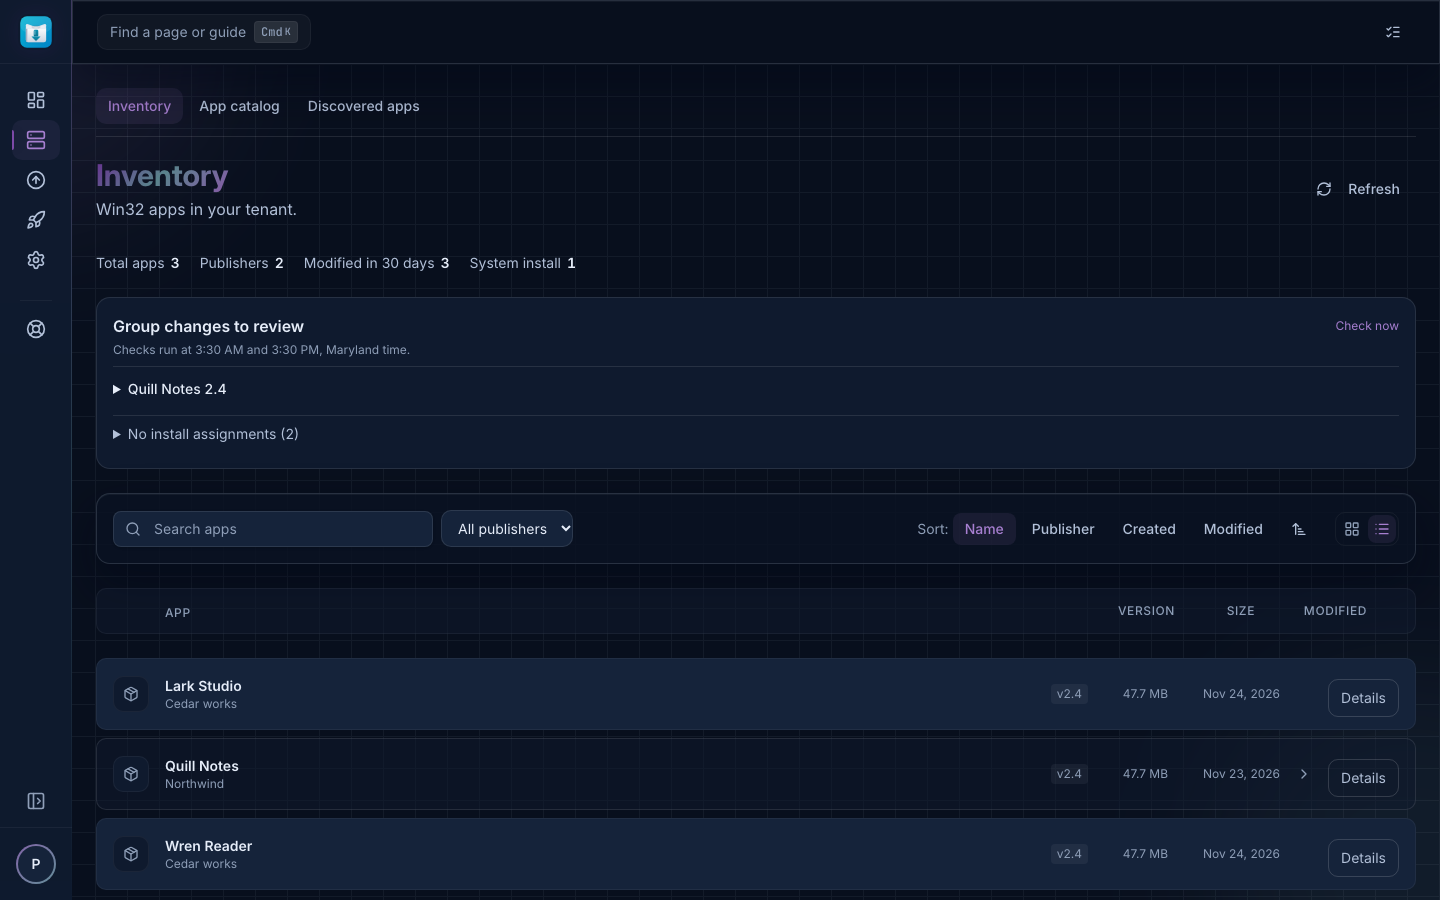 Find a page or guide Cmd K
Inventory App catalog Discovered apps
Inventory
Win32 apps in your tenant.
Refresh
Total apps 3 Publishers 2 Modified in 30 days 3 System install 1
Group changes to review
Check now
Checks run at 3:30 AM and 3:30 PM, Maryland time.
Quill Notes 2.4
No install assignments (2)
Search apps All publishers Sort: Name Publisher Created Modified
APP VERSION SIZE MODIFIED
Lark Studio
Cedar works
v2.4 47.7 MB Nov 24, 2026 Details
Quill Notes
Northwind
v2.4 47.7 MB Nov 23, 2026 Details
Wren Reader
Cedar works
v2.4 47.7 MB Nov 24, 2026 Details
P